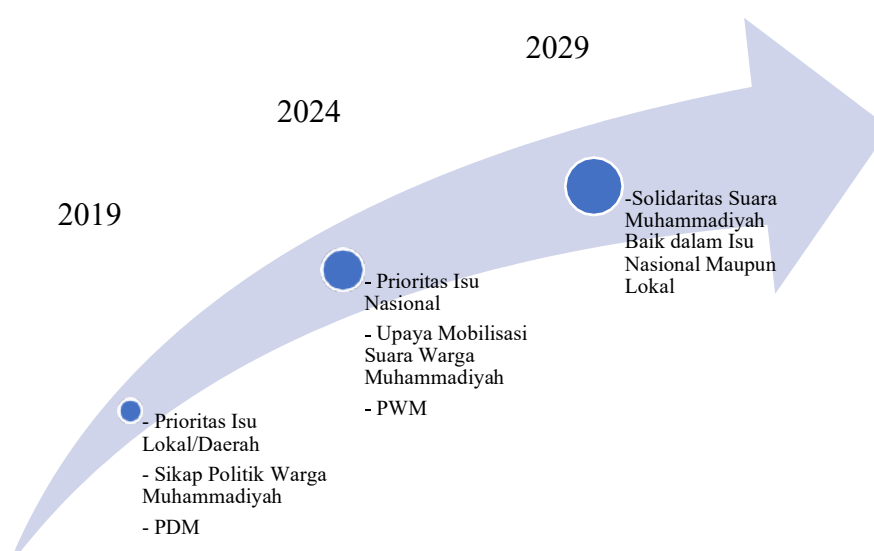 2019
- Prioritas Isu
Lokal/Daerah
- Sikap Politik Warga
Muhammadiyah
- PDM
2024
- Prioritas Isu
Nasional
- Upaya Mobilisasi
Suara Warga
Muhammadiyah
- PWM
2029
-Solidaritas Suara
Muhammadiyah
Baik dalam Isu
Nasional Maupun
Lokal